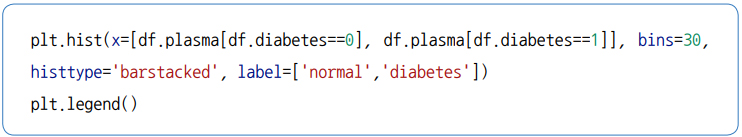 plt.hist(x=[df.plasma[df.diabetes==0], df.plasma[df.diabetes==1]], bins=30,
histtype='barstacked', label=['normal','diabetes'])
plt.legend()